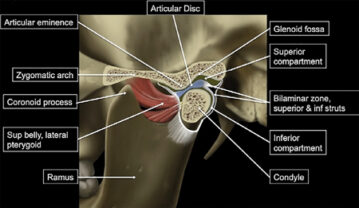 Articular Disc
Articular eminence
Glenoid fossa
Superior
compartment
Zygomatic arch
Coronoid process
Bilaminar zone,
superior & inf struts
Sup belly, lateral
pterygoid
Inferior
compartment
Ramus
Condyle